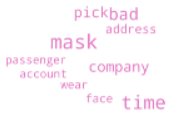 pick bad
address
mask
passenger
company
account
wear
face time